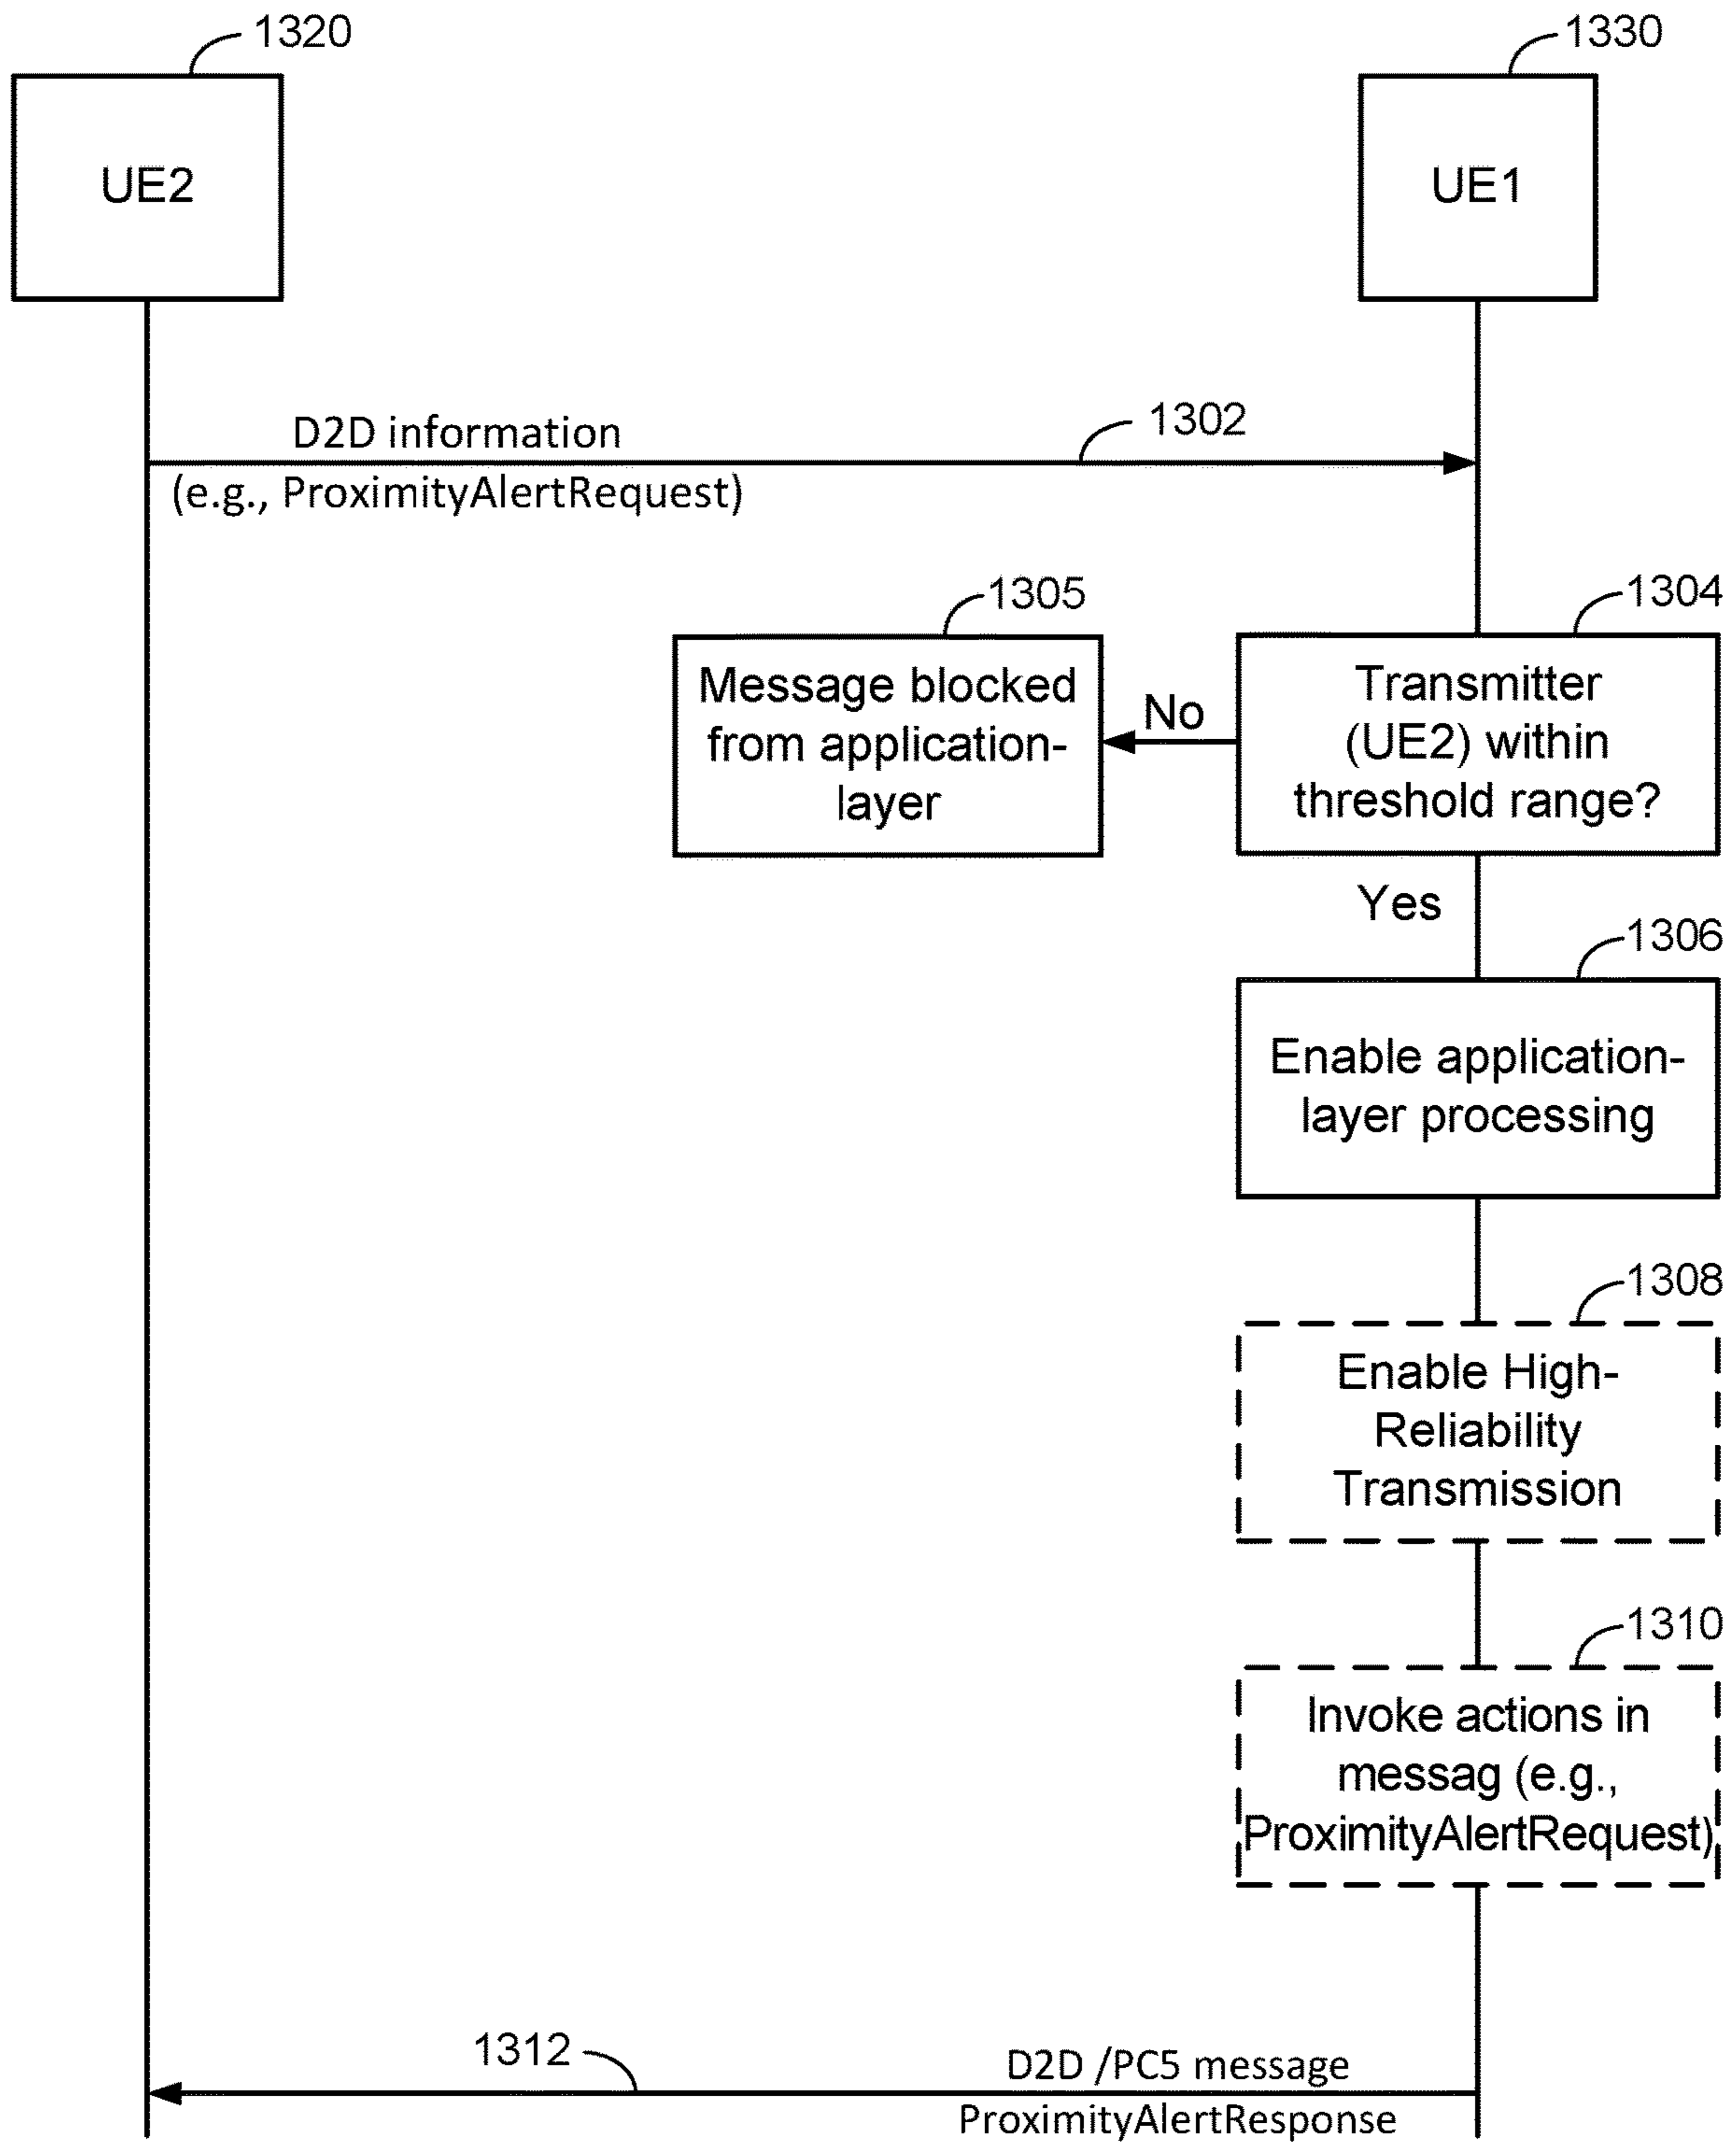 1320
1330
UE2
UE1
D2D information
1302
(e.g., ProximityAlertRequest)
1305
1304
Message blocked
from application-
layer
No
Transmitter
(UE2) within
threshold range?
Yes
1306
Enable application-
layer processing
1308
Enable High-
Reliability
Transmission
1310
Invoke actions in
messag (e.g.,
ProximityAlertRequest)
1312
D2D /PC5 message
ProximityAlertResponse